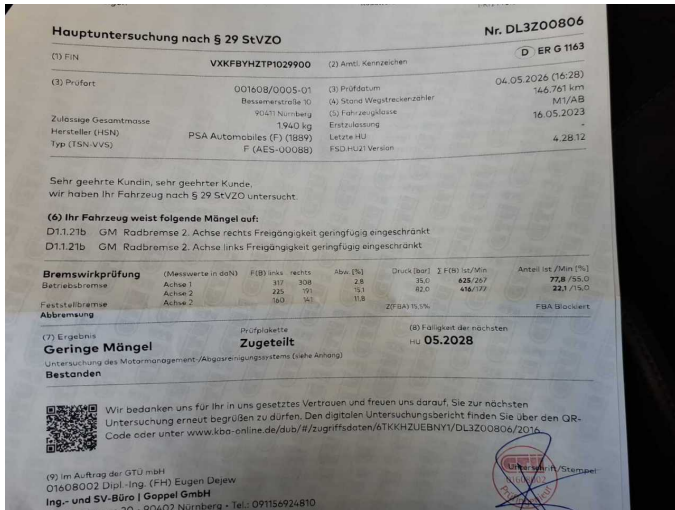 Hauptuntersuchung nach § 29 StVZO
Nr. DL3Z00806
(1) FIN VXKFBYHZTP1029900 (2) Amtl. Kennzeichen D ER G 1163
(3) Prüfort 001608/0005-01 (3) Prüfdatum 04.05.2026 (16:28)
Bessemerstraße 10 (4) Stand Wegstreckenzähler 146.761 km
90411 Nürnberg (5) Fahrzeugklasse M1/AB
Zulässige Gesamtmasse 1.940 kg Erstzulassung 16.05.2023
Hersteller (HSN) PSA Automobiles (F) (1889) Letzte HU -
Typ (TSN-VVS) F (AES-00088) FSD.HU21 Version 4.28.12
Sehr geehrte Kundin, sehr geehrter Kunde,
wir haben Ihr Fahrzeug nach § 29 StVZO untersucht.
(6) Ihr Fahrzeug weist folgende Mängel auf:
D1.1.21b GM Radbremse 2. Achse rechts Freigängigkeit geringfügig eingeschränkt
D1.1.21b GM Radbremse 2. Achse links Freigängigkeit geringfügig eingeschränkt
Bremswirkprüfung (Messwerte in daN) F(B) links rechts Abw. [%] Druck [bar] Σ F(B) Ist/Min Anteil Ist /Min [%]
Betriebsbremse Achse 1 317 308 2,8 35,0 625/267 77,8 /55,0
Achse 2 225 191 15,1 82,0 416/177 22,1 /15,0
Feststellbremse Achse 2 160 141 11,8
Abbremsung Z(FBA) 15,5% FBA Blockiert
(7) Ergebnis Prüfplakette (8) Fälligkeit der nächsten
Geringe Mängel Zugeteilt HU 05.2028
Untersuchung des Motormanagement-/Abgasreinigungssystems (siehe Anhang)
Bestanden
Wir bedanken uns für Ihr in uns gesetztes Vertrauen und freuen uns darauf, Sie zur nächsten
Untersuchung erneut begrüßen zu dürfen. Den digitalen Untersuchungsbericht finden Sie über den QR-
Code oder unter www.kba-online.de/dub/#/zugriffsdaten/6TKKHZUEBNY1/DL3Z00806/2016
(9) Im Auftrag der GTÜ mbH
01608002 Dipl.-Ing. (FH) Eugen Dejew
Unterschrift/Stempel
GTÜ
01608002
Ing.- und SV-Büro | Goppel GmbH
20 - 90402 Nürnberg - Tel.: 091156924810